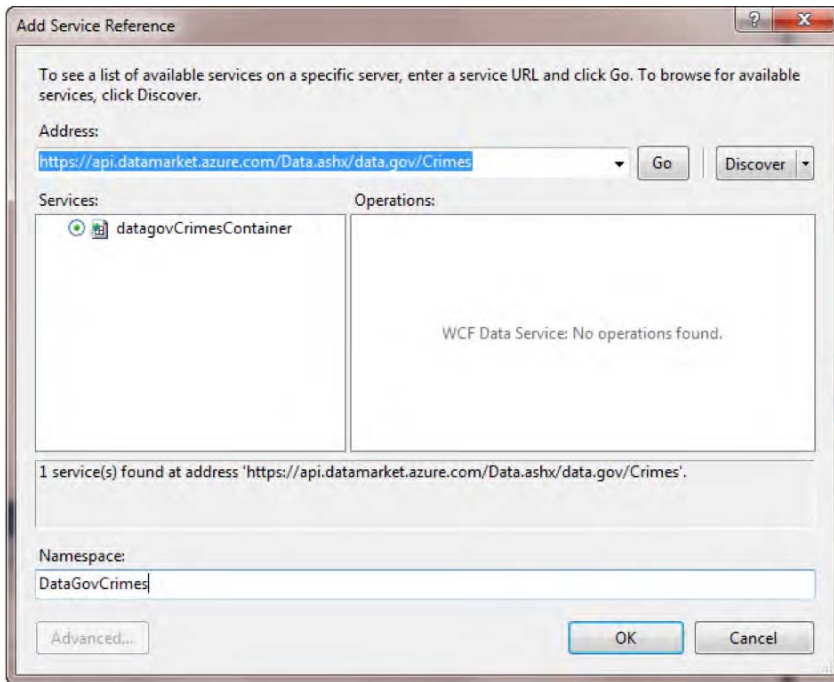 Add Service Reference
To see a list of available services on a specific server, enter a service URL and click Go. To browse for available
services, click Discover.
Address:
https://api.datamarket.azure.com/Data.ashx/data.gov/Crimes
Go
Discover
Services:
Operations:
datagovCrimesContainer
WCF Data Service: No operations found.
1 service(s) found at address 'https://api.datamarket.azure.com/Data.ashx/data.gov/Crimes'.
Namespace:
DataGovCrimes
Advanced...
OK
Cancel